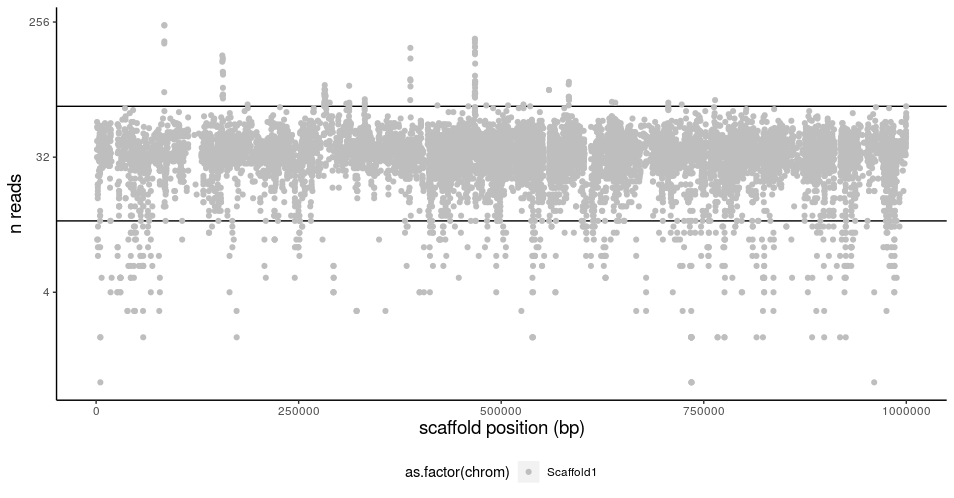 256
32
4
n reads
0 250000 500000 750000 1000000
scaffold position (bp)
as.factor(chrom) Scaffold1